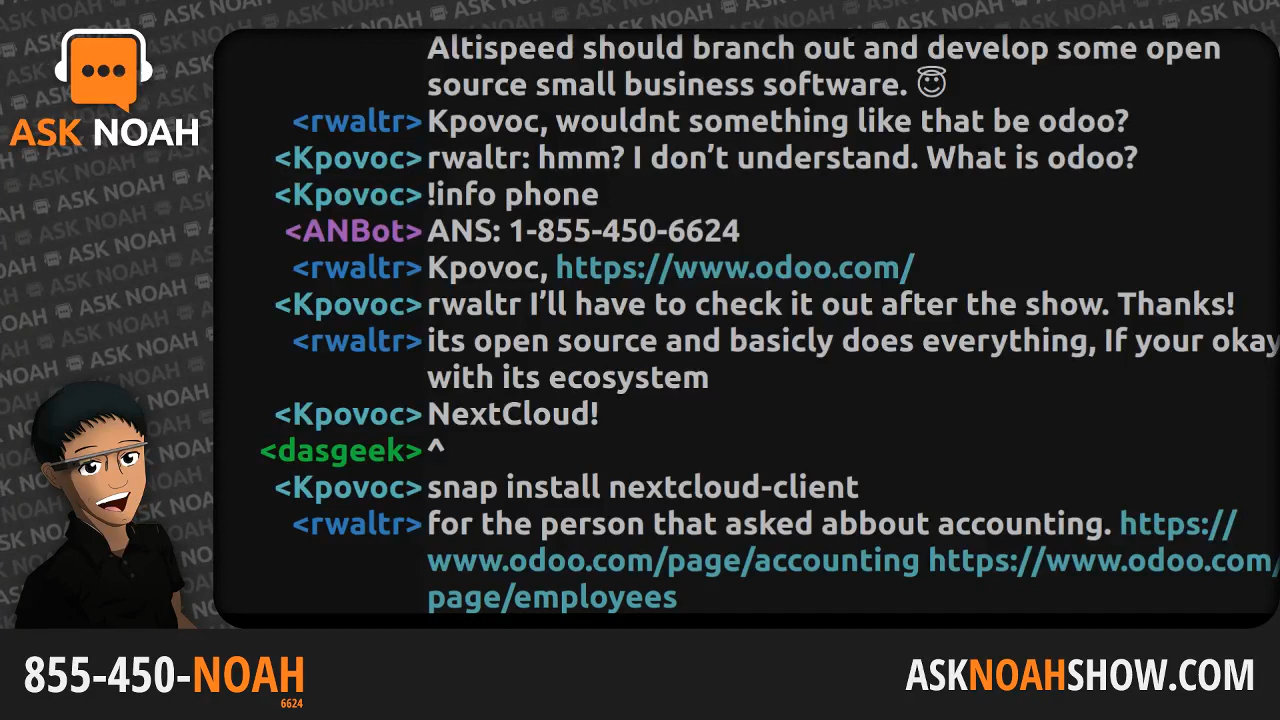 ASK NOAH
Altispeed should branch out and develop some open
source small business software. 😇
<rwaltr> Kpovoc, wouldnt something like that be odoo?
<Kpovoc> rwaltr: hmm? I don’t understand. What is odoo?
<Kpovoc> !info phone
<ANBot> ANS: 1-855-450-6624
<rwaltr> Kpovoc, https://www.odoo.com/
<Kpovoc> rwaltr I’ll have to check it out after the show. Thanks!
<rwaltr> its open source and basicly does everything, If your okay
with its ecosystem
<Kpovoc> NextCloud!
<dasgeek> ^
<Kpovoc> snap install nextcloud-client
<rwaltr> for the person that asked abbout accounting. https://
www.odoo.com/page/accounting https://www.odoo.com/
page/employees
855-450-NOAH
6624
ASKNOAHSHOW.COM